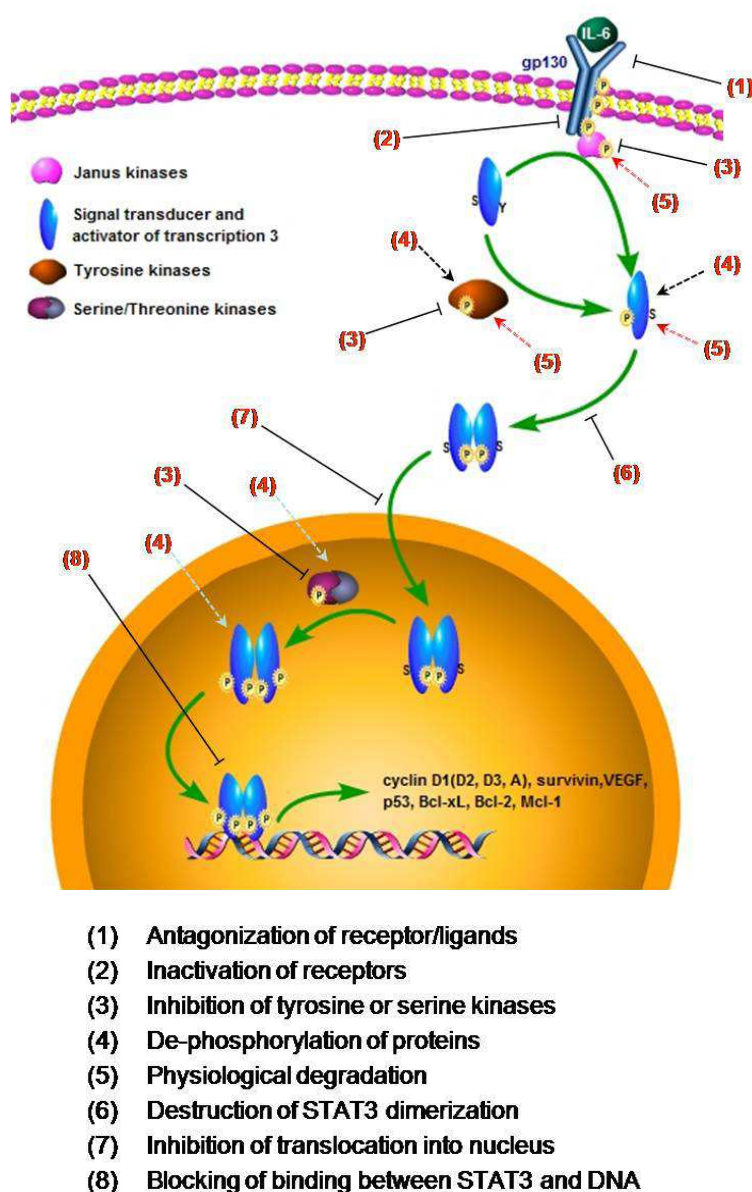 IL-6
gp130
(1)
P
P
(2)
P
P
(3)
Janus kinases
(5)
Signal transducer and
activator of transcription 3
S
Y
(4)
(4)
Tyrosine kinases
P
P
S
Serine/Threonine kinases
(3)
(5)
(5)
(7)
S
S
P
P
(6)
(3)
(4)
(4)
(8)
P
P
P
P
P
S
P
P
S
cyclin D1(D2, D3, A), survivin,VEGF,
p53, Bcl-xL, Bcl-2, Mcl-1
P
P
P
P
(1) Antagonization of receptor/ligands
(2) Inactivation of receptors
(3) Inhibition of tyrosine or serine kinases
(4) De-phosphorylation of proteins
(5) Physiological degradation
(6) Destruction of STAT3 dimerization
(7) Inhibition of translocation into nucleus
(8) Blocking of binding between STAT3 and DNA